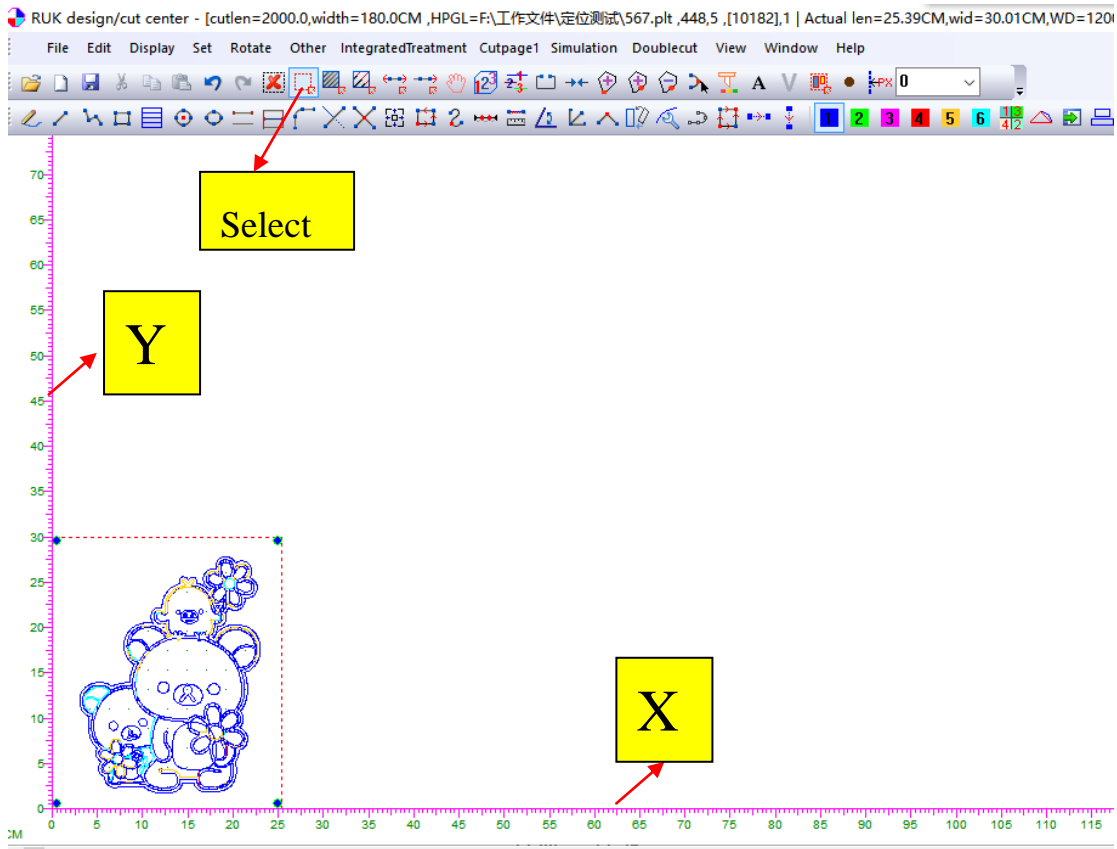 RUK design/cut center - [cutlen=2000.0,width=180.0CM ,HPGL=F:\工作文件\定位测试\567.plt ,448,5 ,[10182],1 | Actual len=25.39CM,wid=30.01CM,WD=1200
File Edit Display Set Rotate Other IntegratedTreatment Cutpage1 Simulation Doublecut View Window Help
A V PX 0
1 2 3 4 5 6
Select
Y
X
70
65
60
55
50
45
40
35
30
25
20
15
10
5
0
CM 0 5 10 15 20 25 30 35 40 45 50 55 60 65 70 75 80 85 90 95 100 105 110 115